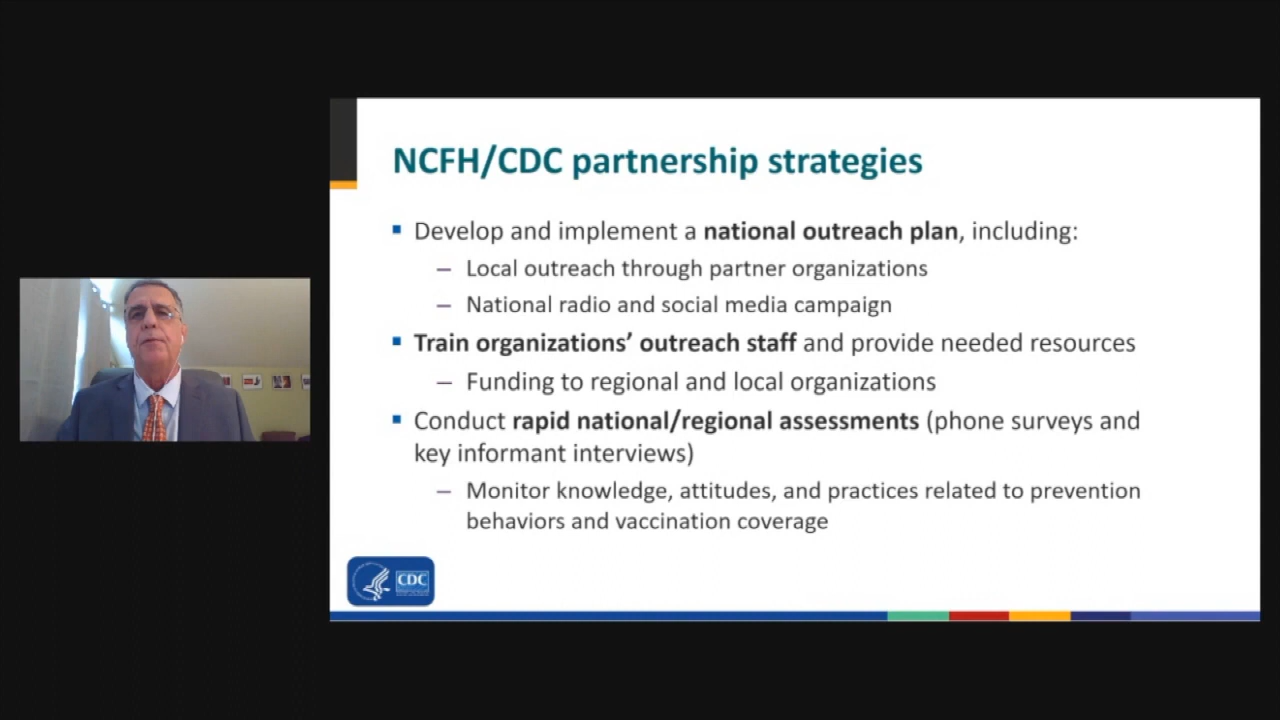 NCFH/CDC partnership strategies
▪ Develop and implement a national outreach plan, including:
– Local outreach through partner organizations
– National radio and social media campaign
▪ Train organizations’ outreach staff and provide needed resources
– Funding to regional and local organizations
▪ Conduct rapid national/regional assessments (phone surveys and
key informant interviews)
– Monitor knowledge, attitudes, and practices related to prevention
behaviors and vaccination coverage
CDC